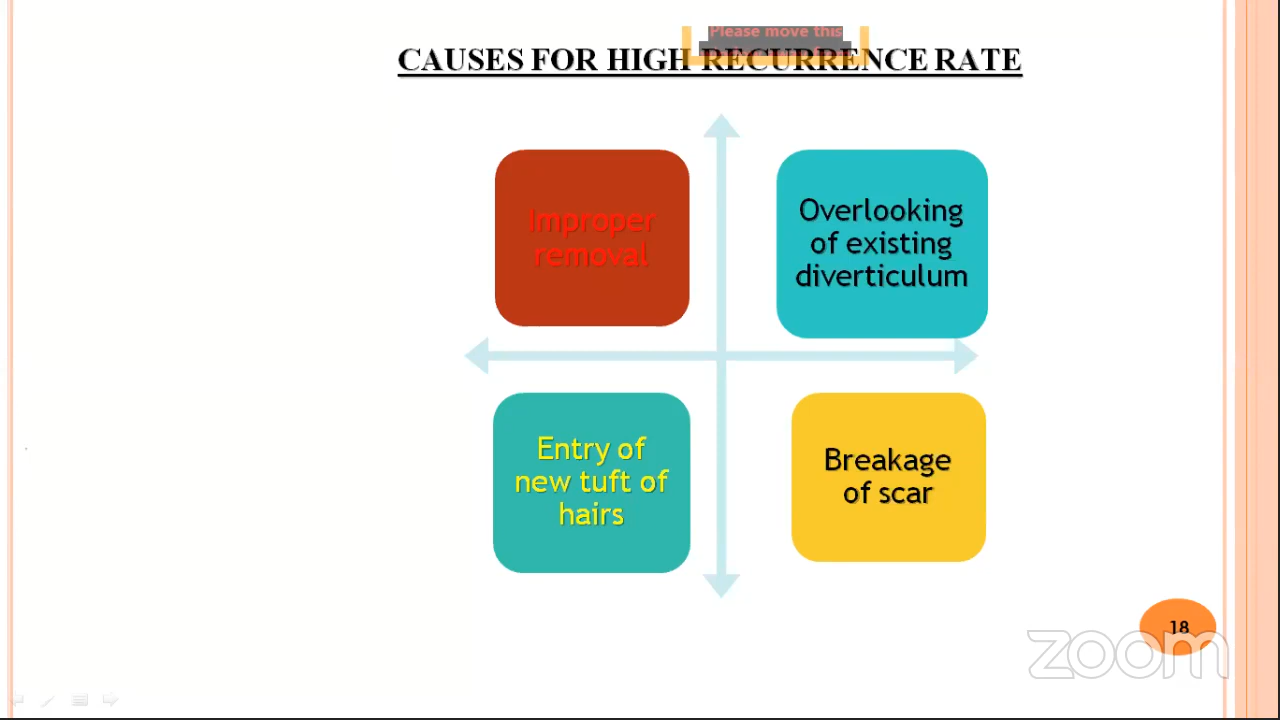 Please move this
CAUSES FOR HIGH RECURRENCE RATE
Improper
removal
Overlooking
of existing
diverticulum
Entry of
new tuft of
hairs
Breakage
of scar
18
zoom